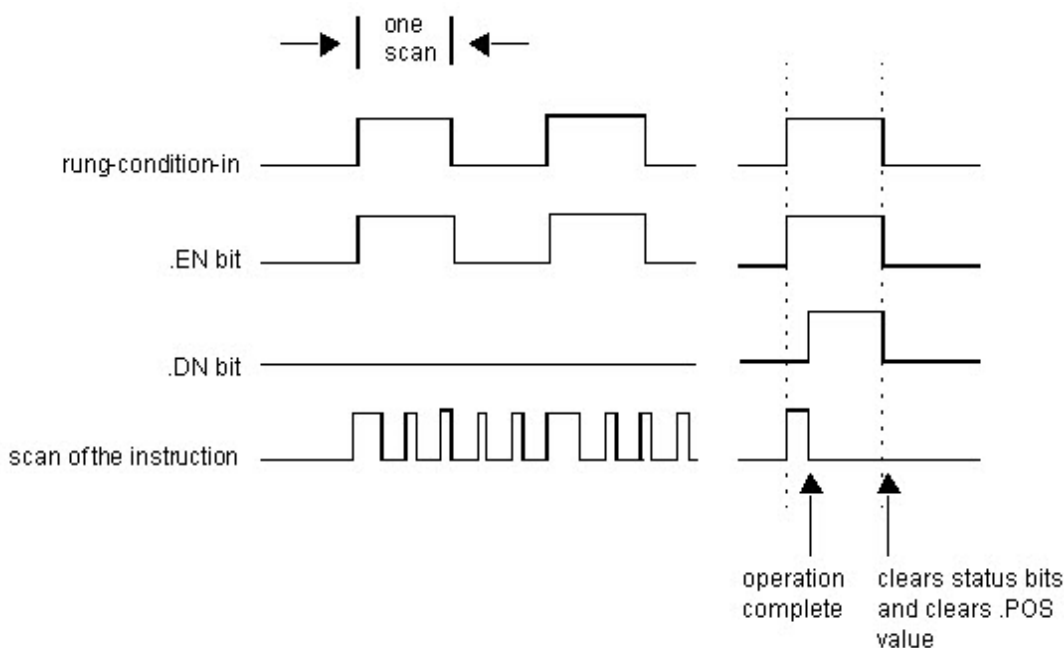 one
scan
rung-condition-in
.EN bit
.DN bit
scan of the instruction
operation
complete
clears status bits
and clears .POS
value